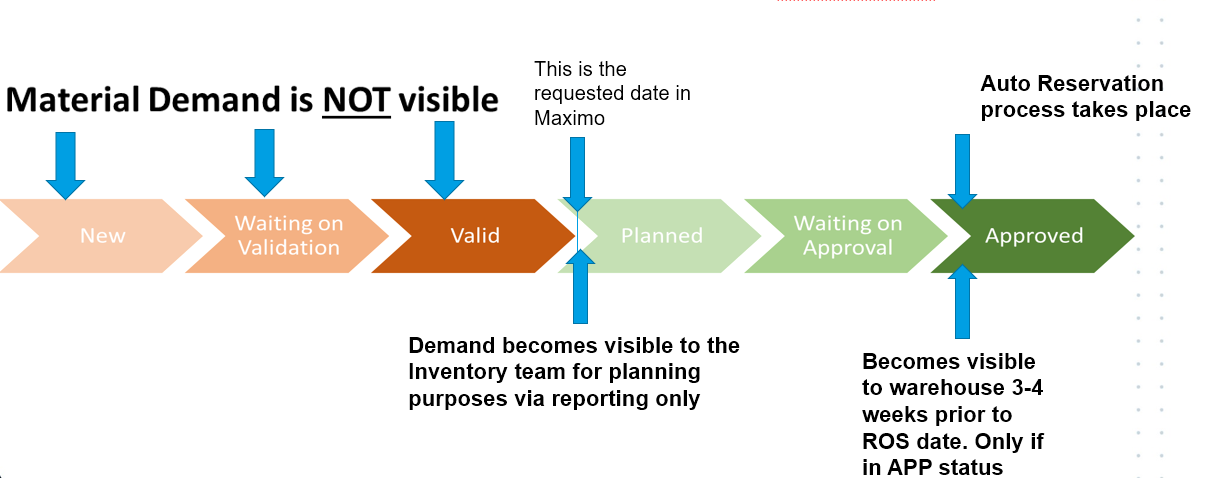 Material Demand is NOT visible
This is the
requested date in
Maximo
Auto Reservation
process takes place
New
Waiting on
Validation
Valid
Planned
Waiting on
Approval
Approved
Demand becomes visible to the
Inventory team for planning
purposes via reporting only
Becomes visible
to warehouse 3-4
weeks prior to
ROS date. Only if
in APP status